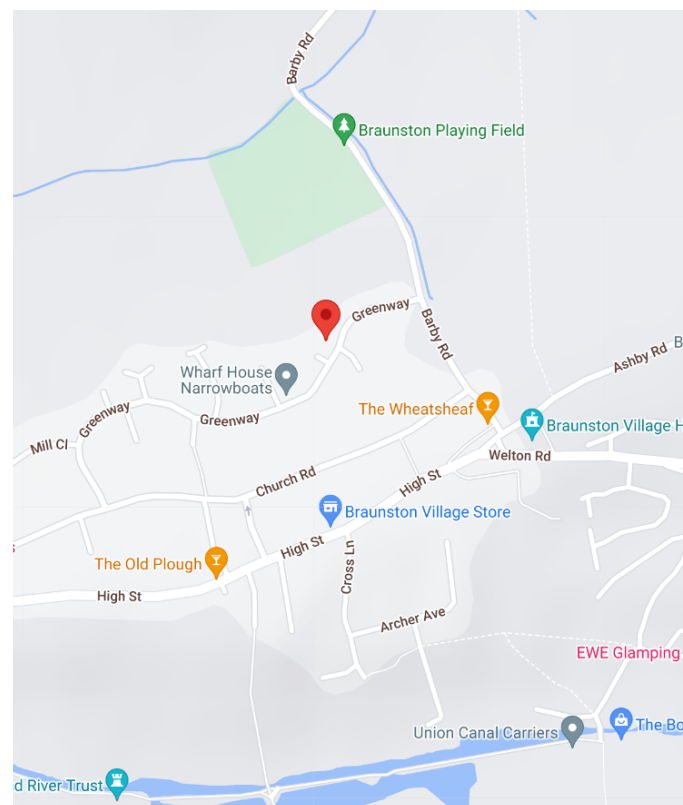 Barby Rd
Braunston Playing Field
Greenway
Barby Rd
Wharf House
Narrowboats
Ashby Rd
B
The Wheatsheaf
Greenway
Greenway
Braunston Village H
Mill Cl
Welton Rd
Church Rd
High St
Braunston Village Store
s
High St
The Old Plough
Cross Ln
High St
Archer Ave
EWE Glamping
The Bo
Union Canal Carriers
d River Trust